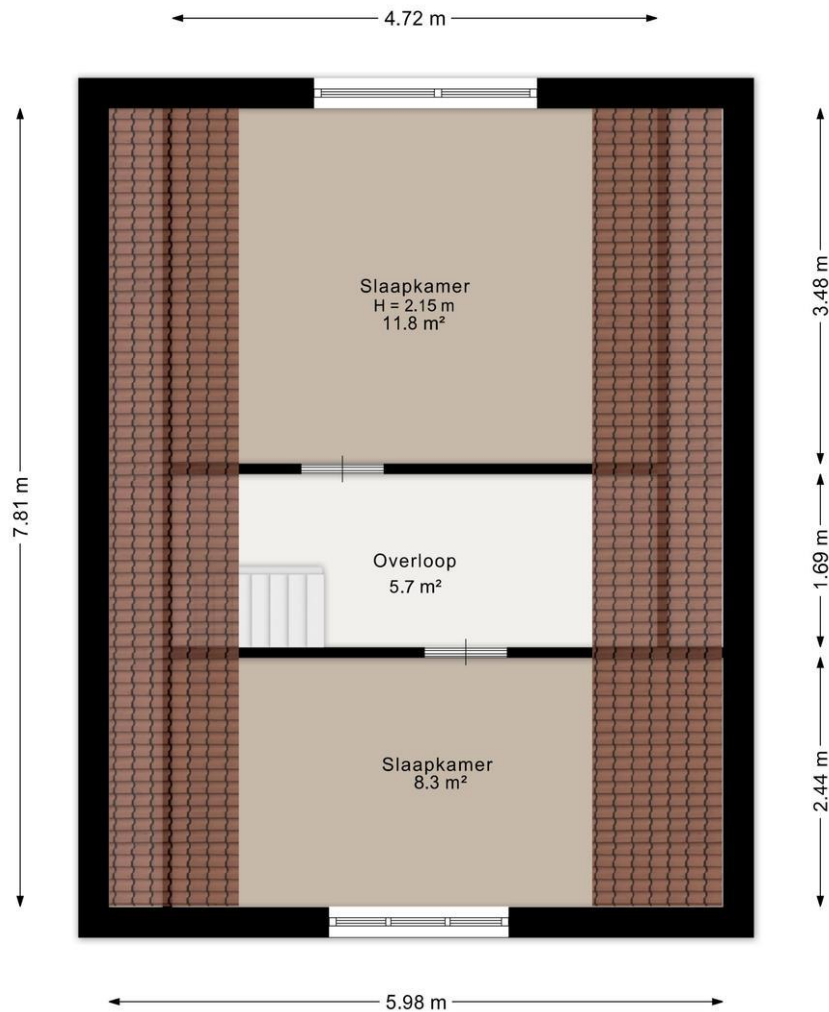 4.72 m
Slaapkamer
H = 2.15 m
11.8 m²
3.48 m
7.81 m
Overloop
5.7 m²
1.69 m
Slaapkamer
8.3 m²
2.44 m
5.98 m